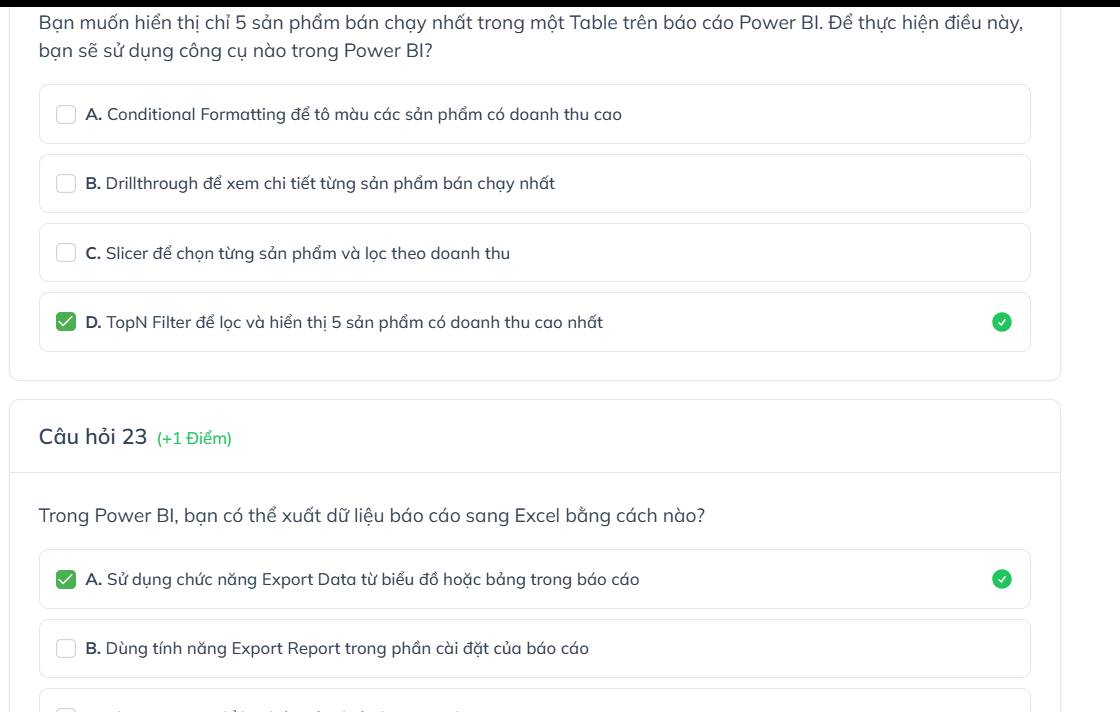 Bạn muốn hiển thị chỉ 5 sản phẩm bán chạy nhất trong một Table trên báo cáo Power BI. Để thực hiện điều này,
bạn sẽ sử dụng công cụ nào trong Power BI?
A. Conditional Formatting để tô màu các sản phẩm có doanh thu cao
B. Drillthrough để xem chi tiết từng sản phẩm bán chạy nhất
C. Slicer để chọn từng sản phẩm và lọc theo doanh thu
D. TopN Filter để lọc và hiển thị 5 sản phẩm có doanh thu cao nhất
Câu hỏi 23 (+1 Điểm)
Trong Power BI, bạn có thể xuất dữ liệu báo cáo sang Excel bằng cách nào?
A. Sử dụng chức năng Export Data từ biểu đồ hoặc bảng trong báo cáo
B. Dùng tính năng Export Report trong phần cài đặt của báo cáo